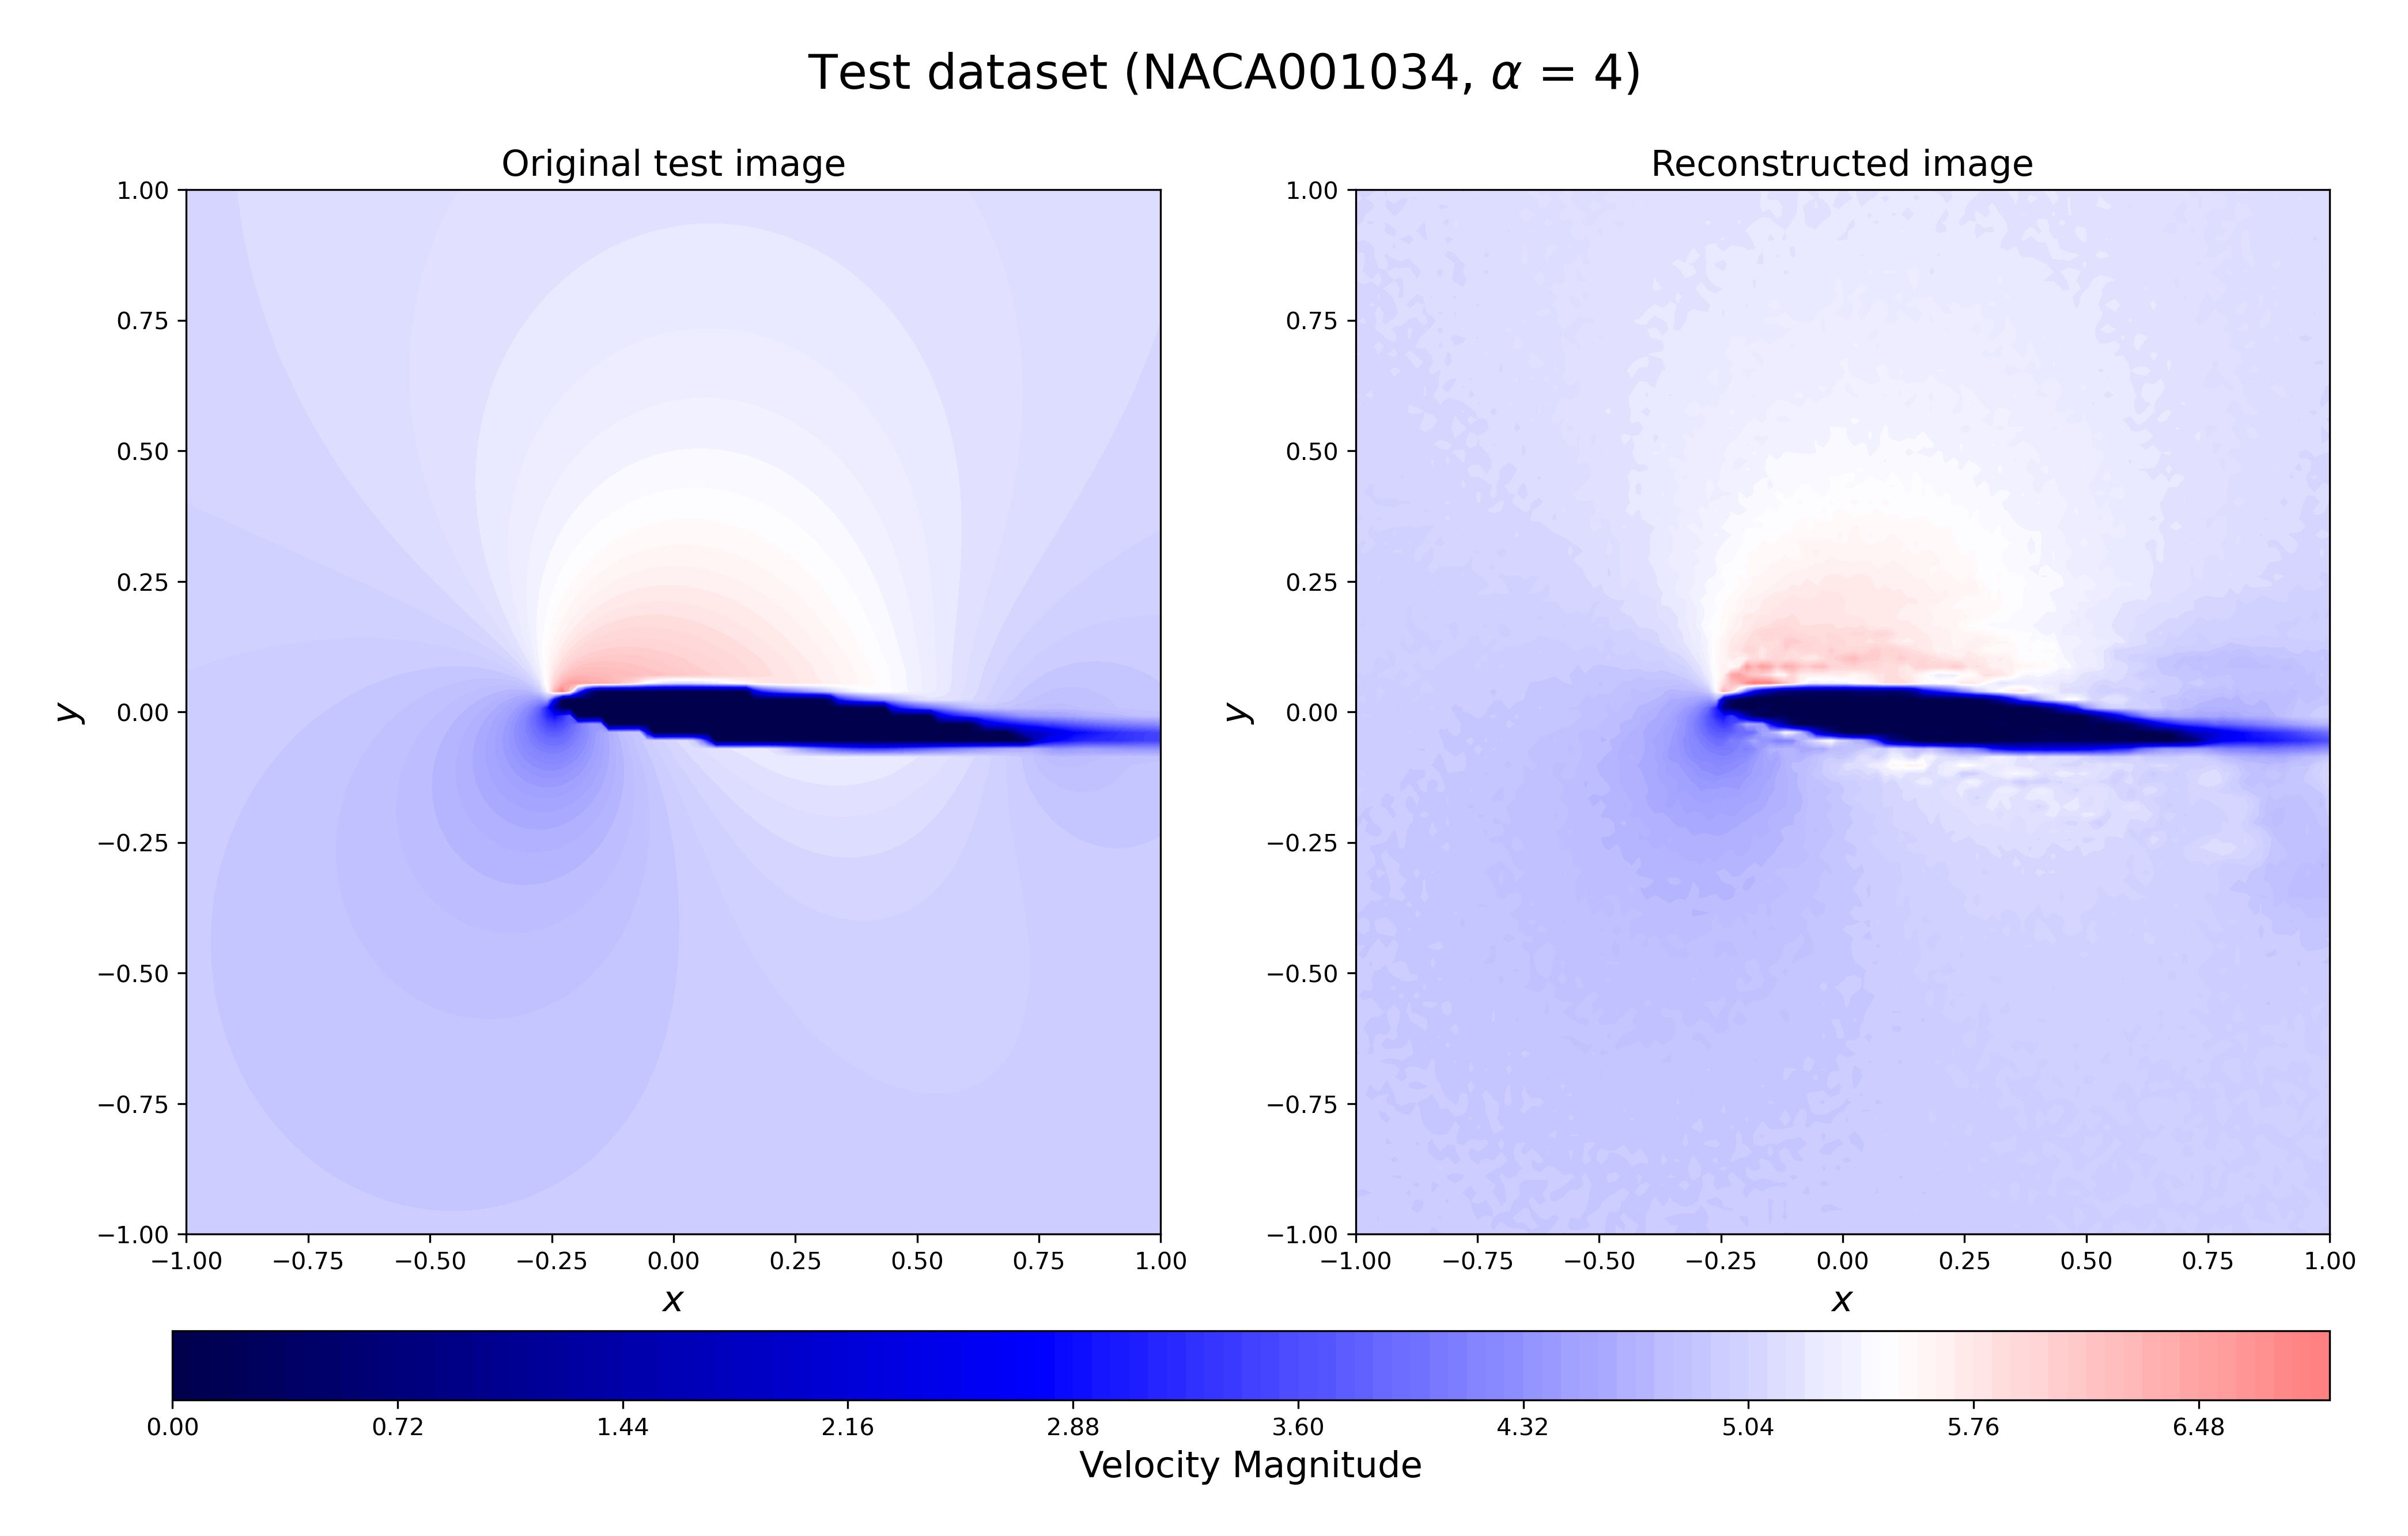 Test dataset (NACA001034, α = 4)
Original test image
Reconstructed image
1.00
0.75
0.50
0.25
0.00
−0.25
−0.50
−0.75
−1.00
y
−1.00 −0.75 −0.50 −0.25 0.00 0.25 0.50 0.75 1.00
x
1.00
0.75
0.50
0.25
0.00
−0.25
−0.50
−0.75
−1.00
y
−1.00 −0.75 −0.50 −0.25 0.00 0.25 0.50 0.75 1.00
x
0.00 0.72 1.44 2.16 2.88 3.60 4.32 5.04 5.76 6.48
Velocity Magnitude